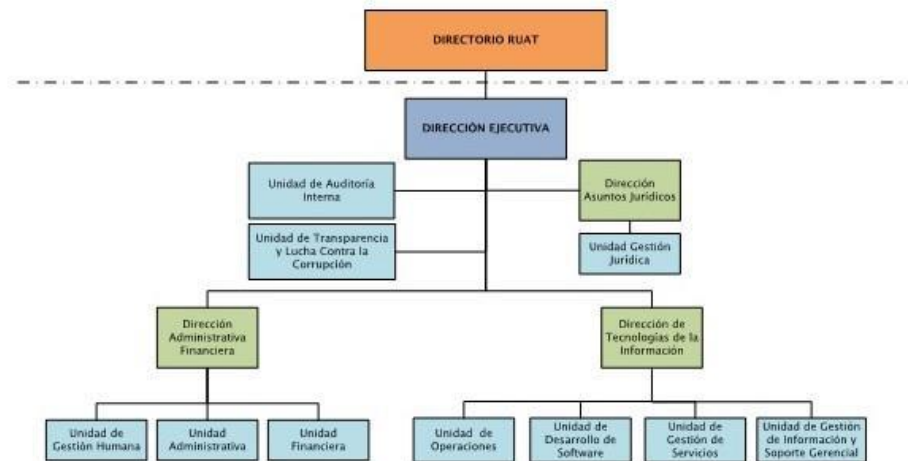 DIRECTORIO RUAT
DIRECCIÓN EJECUTIVA
Unidad de Auditoría
Interna
Dirección
Asuntos Jurídicos
Unidad de Transparencia
y Lucha Contra la
Corrupción
Unidad Gestión
Jurídica
Dirección
Administrativa
Financiera
Dirección de
Tecnologías de la
Información
Unidad de
Gestión Humana
Unidad
Administrativa
Unidad
Financiera
Unidad de
Operaciones
Unidad de
Desarrollo de
Software
Unidad de
Gestión de
Servicios
Unidad de Gestión
de Información y
Soporte Gerencial